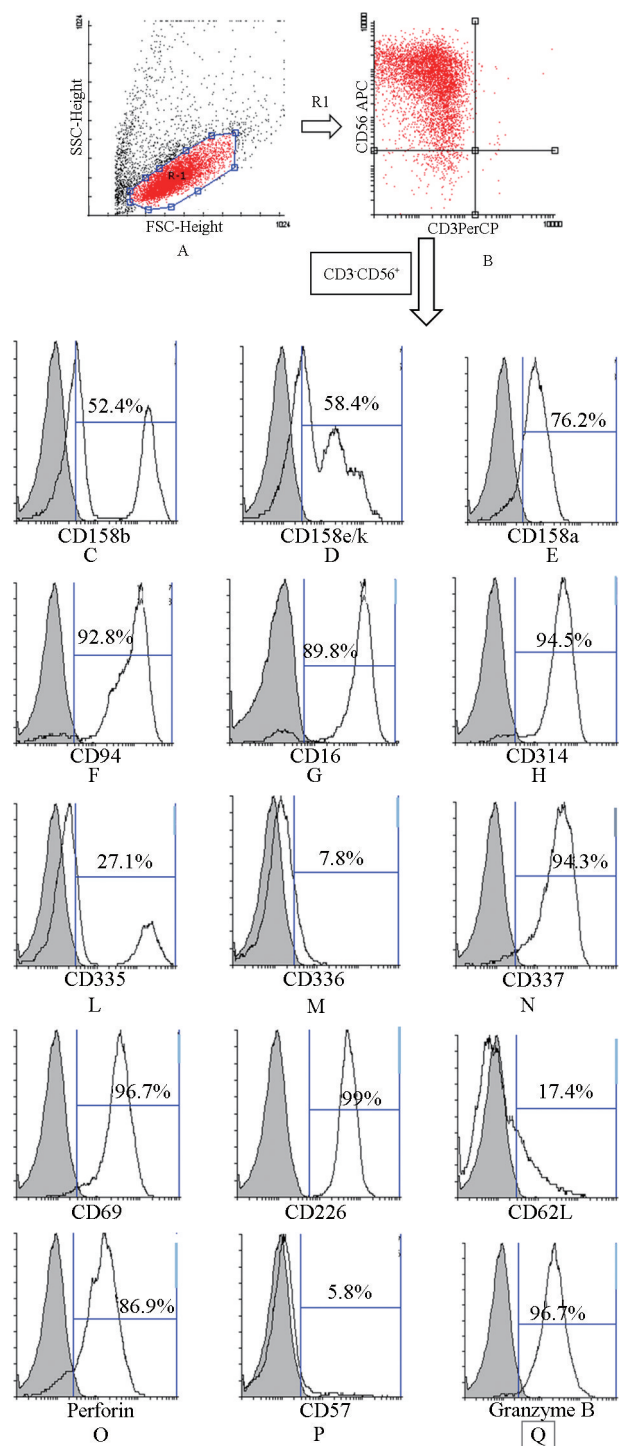 1024
SSC-Height
R-1
FSC-Height
1024
A
R1
10000
CD56 APC
CD3PerCP
10000
B
CD3-CD56+
52.4%
CD158b
C
58.4%
CD158e/k
D
76.2%
CD158a
E
92.8%
CD94
F
89.8%
CD16
G
94.5%
CD314
H
27.1%
CD335
L
7.8%
CD336
M
94.3%
CD337
N
96.7%
CD69
99%
CD226
17.4%
CD62L
86.9%
Perforin
O
5.8%
CD57
P
96.7%
Granzyme B
Q